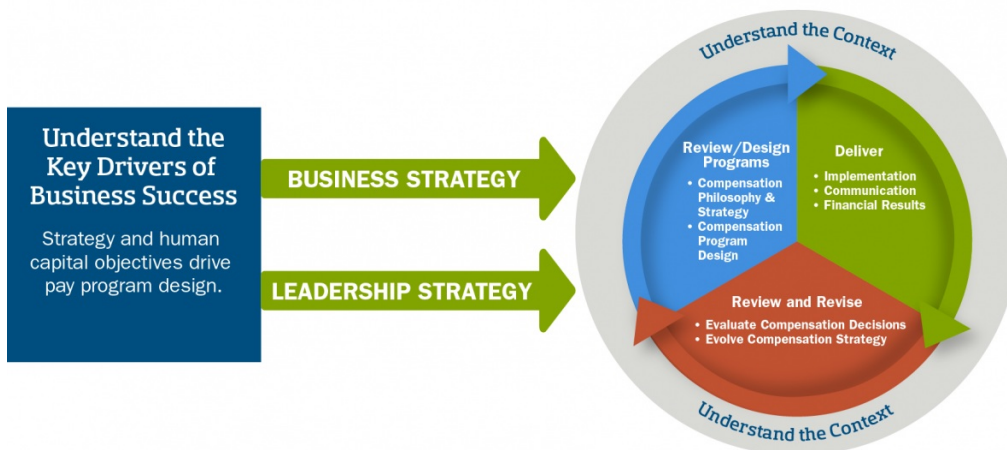 Understand the Context
Understand the
Key Drivers of
Business Success
Strategy and human
capital objectives drive
pay program design.
BUSINESS STRATEGY
LEADERSHIP STRATEGY
Review/Design
Programs
• Compensation
Philosophy &
Strategy
• Compensation
Program
Design
Deliver
• Implementation
• Communication
• Financial Results
Review and Revise
• Evaluate Compensation Decisions
• Evolve Compensation Strategy
Understand the Context